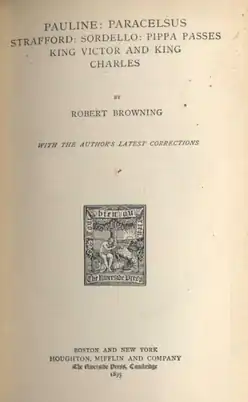 PAULINE: PARACELSUS
STRAFFORD: SORDELLO: PIPPA PASSES
KING VICTOR AND KING
CHARLES
BY
ROBERT BROWNING
WITH THE AUTHOR'S LATEST CORRECTIONS
The Riverside Press
BOSTON AND NEW YORK
HOUGHTON, MIFFLIN AND COMPANY
The Riverside Press, Cambridge